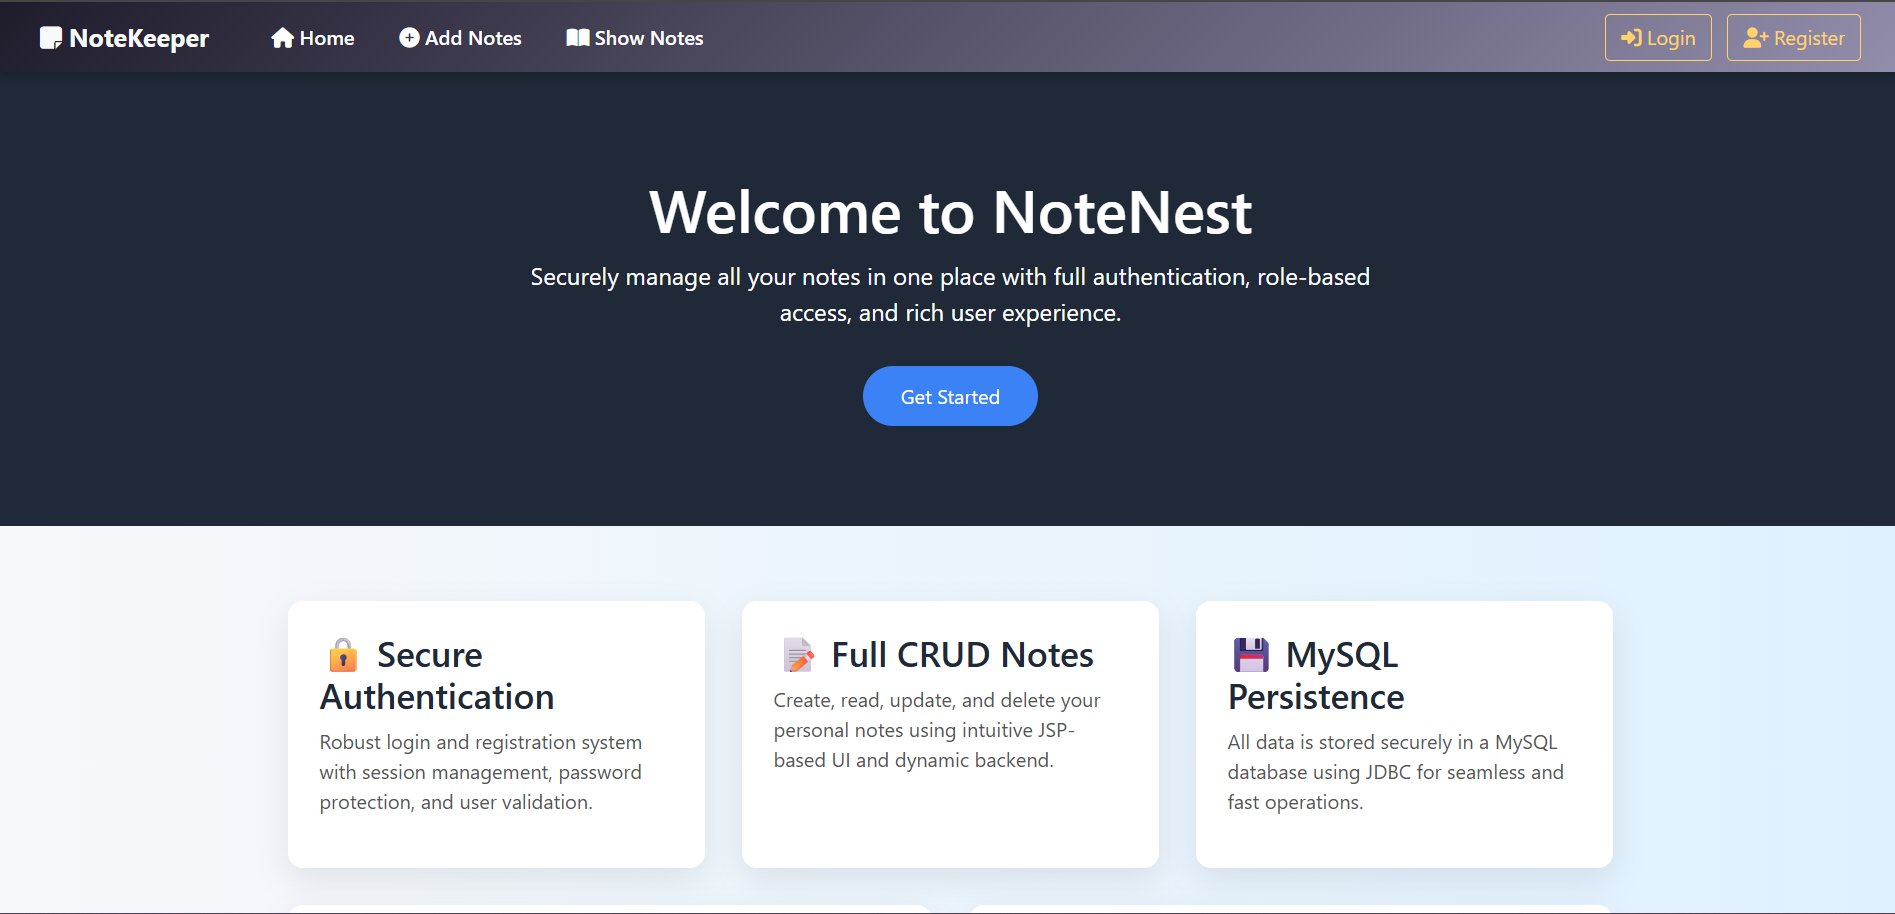 NoteKeeper
Home
Add Notes
Show Notes
Login
Register
Welcome to NoteNest
Securely manage all your notes in one place with full authentication, role-based
access, and rich user experience.
Get Started
Secure
Authentication
Robust login and registration system
with session management, password
protection, and user validation.
Full CRUD Notes
Create, read, update, and delete your
personal notes using intuitive JSP-
based UI and dynamic backend.
MySQL
Persistence
All data is stored securely in a MySQL
database using JDBC for seamless and
fast operations.